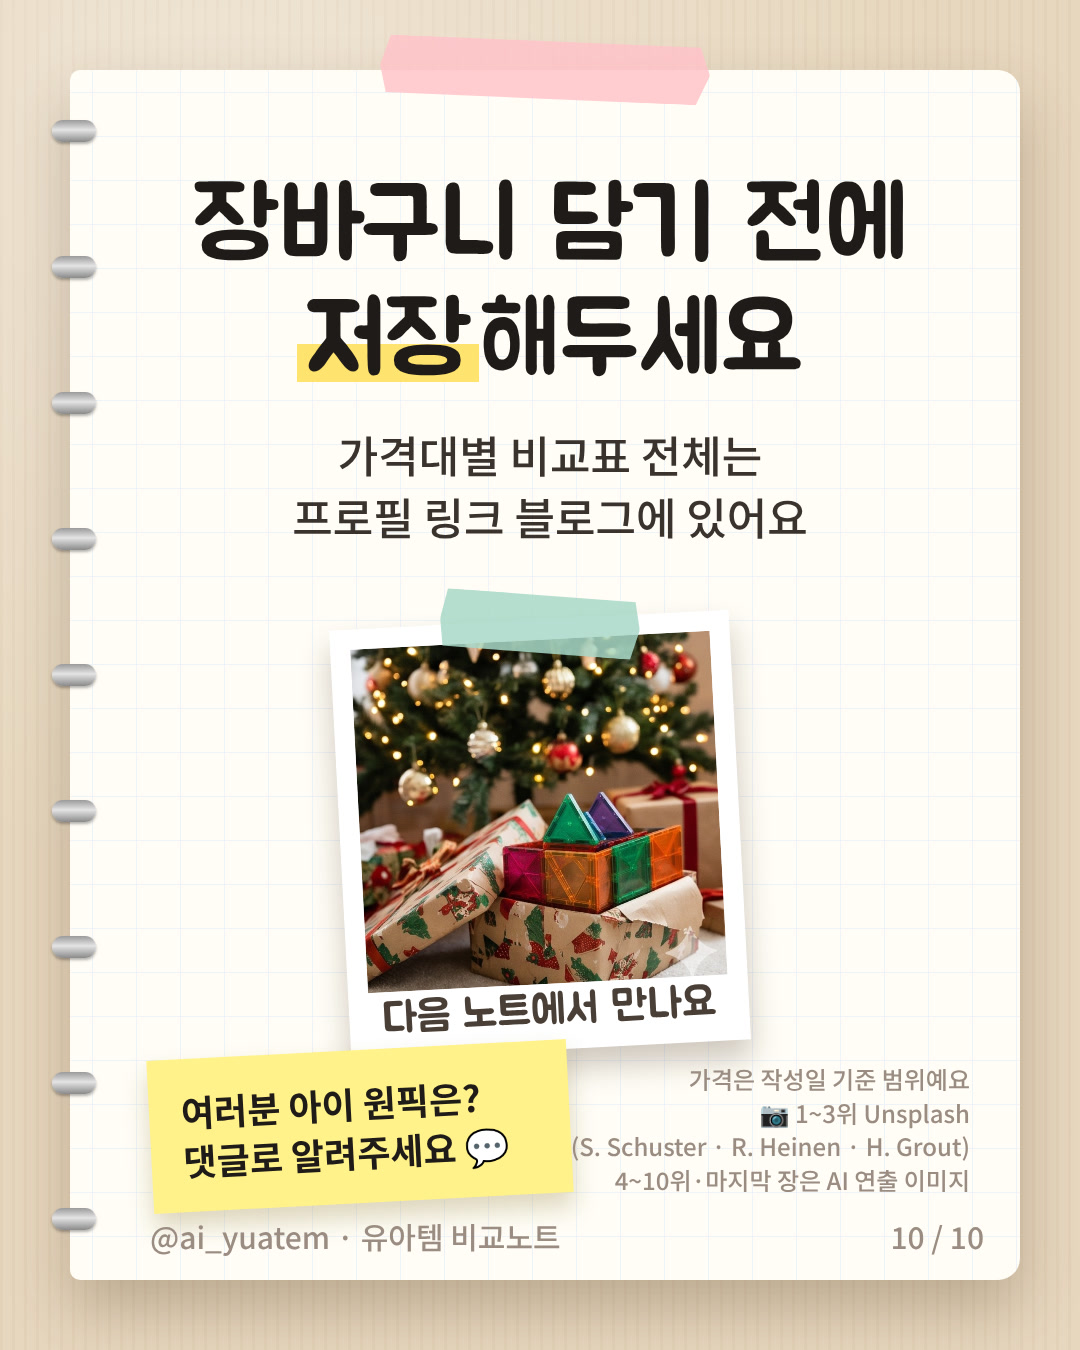 장바구니 담기 전에
저장해두세요
가격대별 비교표 전체는
프로필 링크 블로그에 있어요
다음 노트에서 만나요
여러분 아이 원픽은?
댓글로 알려주세요 💬
가격은 작성일 기준 범위예요
📷 1~3위 Unsplash
(S. Schuster · R. Heinen · H. Grout)
4~10위·마지막 장은 AI 연출 이미지
@ai_yuatem · 유아템 비교노트
10 / 10